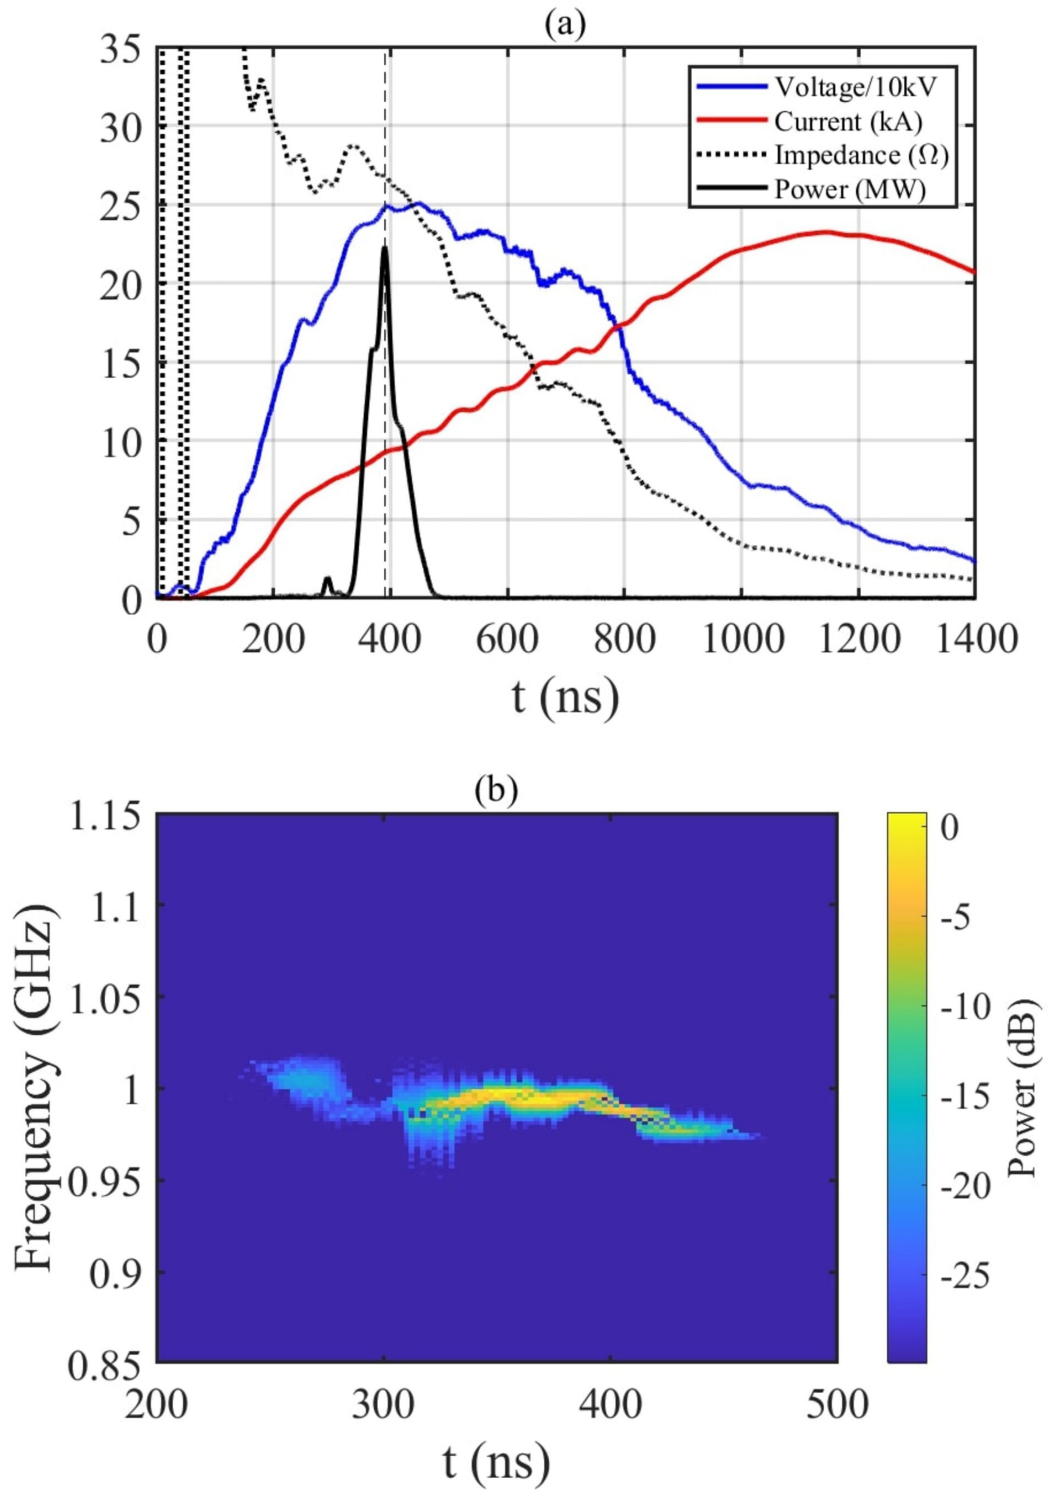 (a)
35
30
25
20
15
10
5
0
Voltage/10kV
Current (kA)
Impedance (Ω)
Power (MW)
0 200 400 600 800 1000 1200 1400
t (ns)
(b)
1.15
1.1
1.05
1
0.95
0.9
0.85
Frequency (GHz)
200 300 400 500
t (ns)
0
-5
-10
-15
-20
-25
Power (dB)